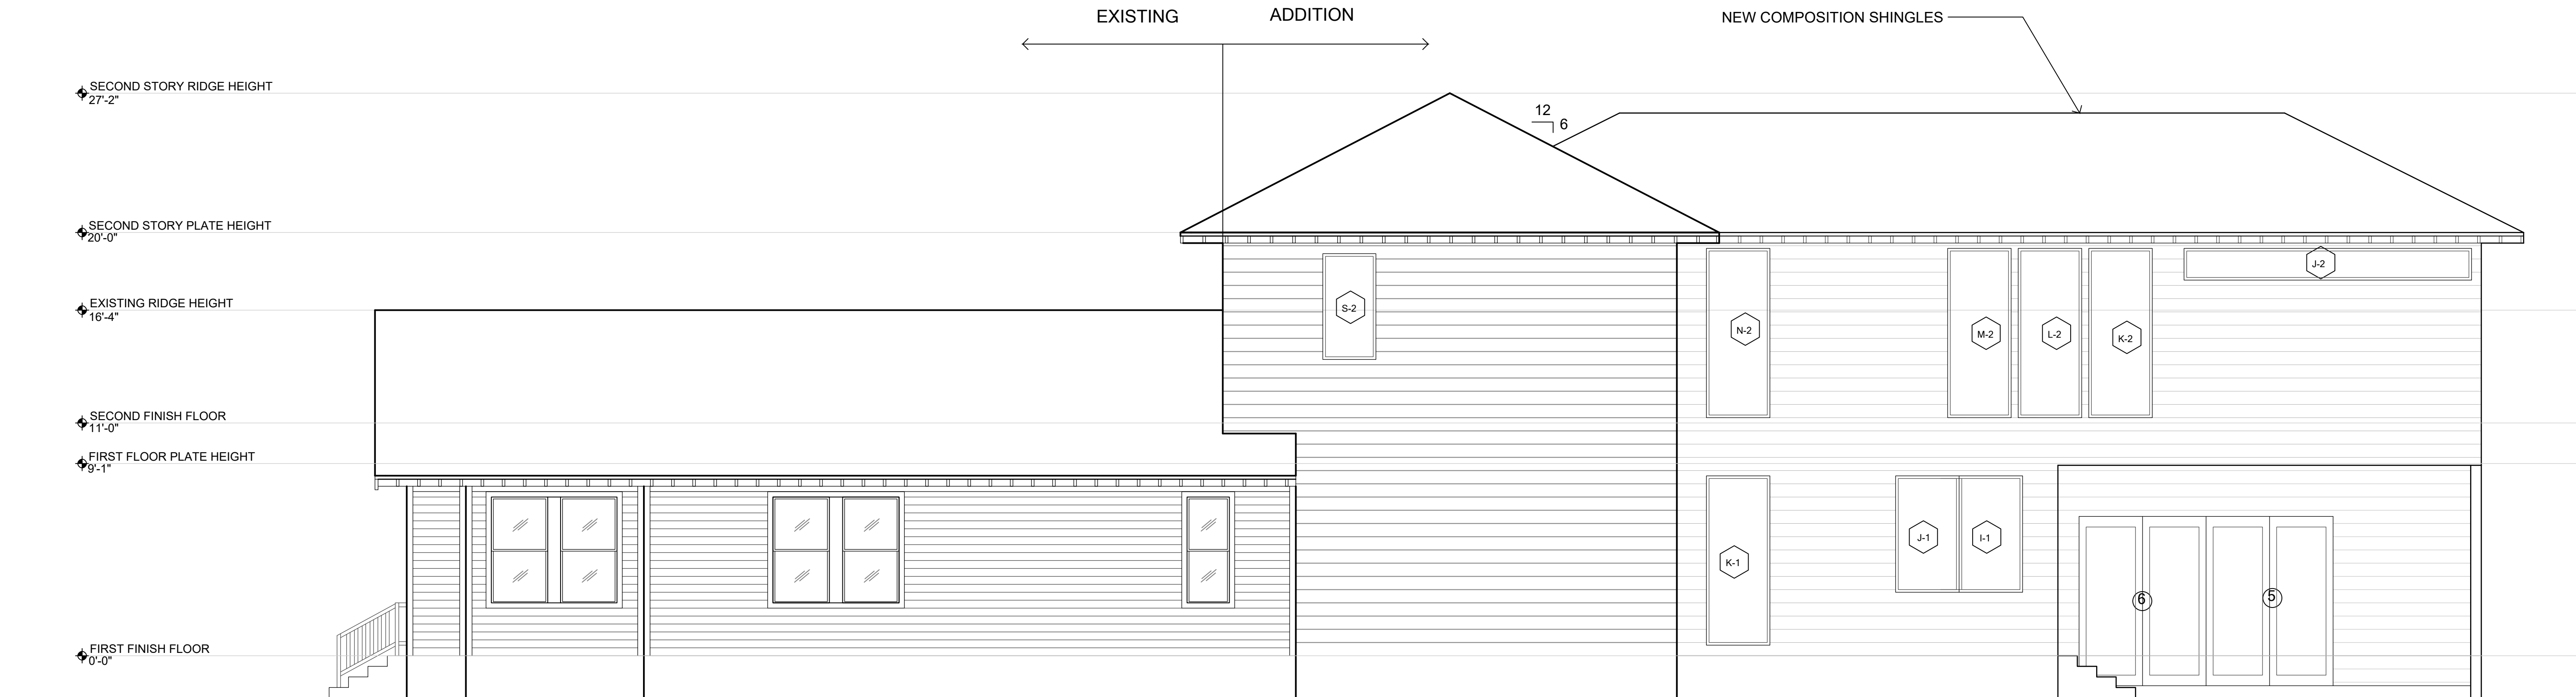 EXISTING
ADDITION
NEW COMPOSITION SHINGLES
SECOND STORY RIDGE HEIGHT
27'-2"
12
6
SECOND STORY PLATE HEIGHT
20'-0"
J-2
EXISTING RIDGE HEIGHT
16'-4"
S-2
N-2
M-2
L-2
K-2
SECOND FINISH FLOOR
11'-0"
FIRST FLOOR PLATE HEIGHT
9'-1"
J-1
I-1
K-1
6
5
FIRST FINISH FLOOR
0'-0"